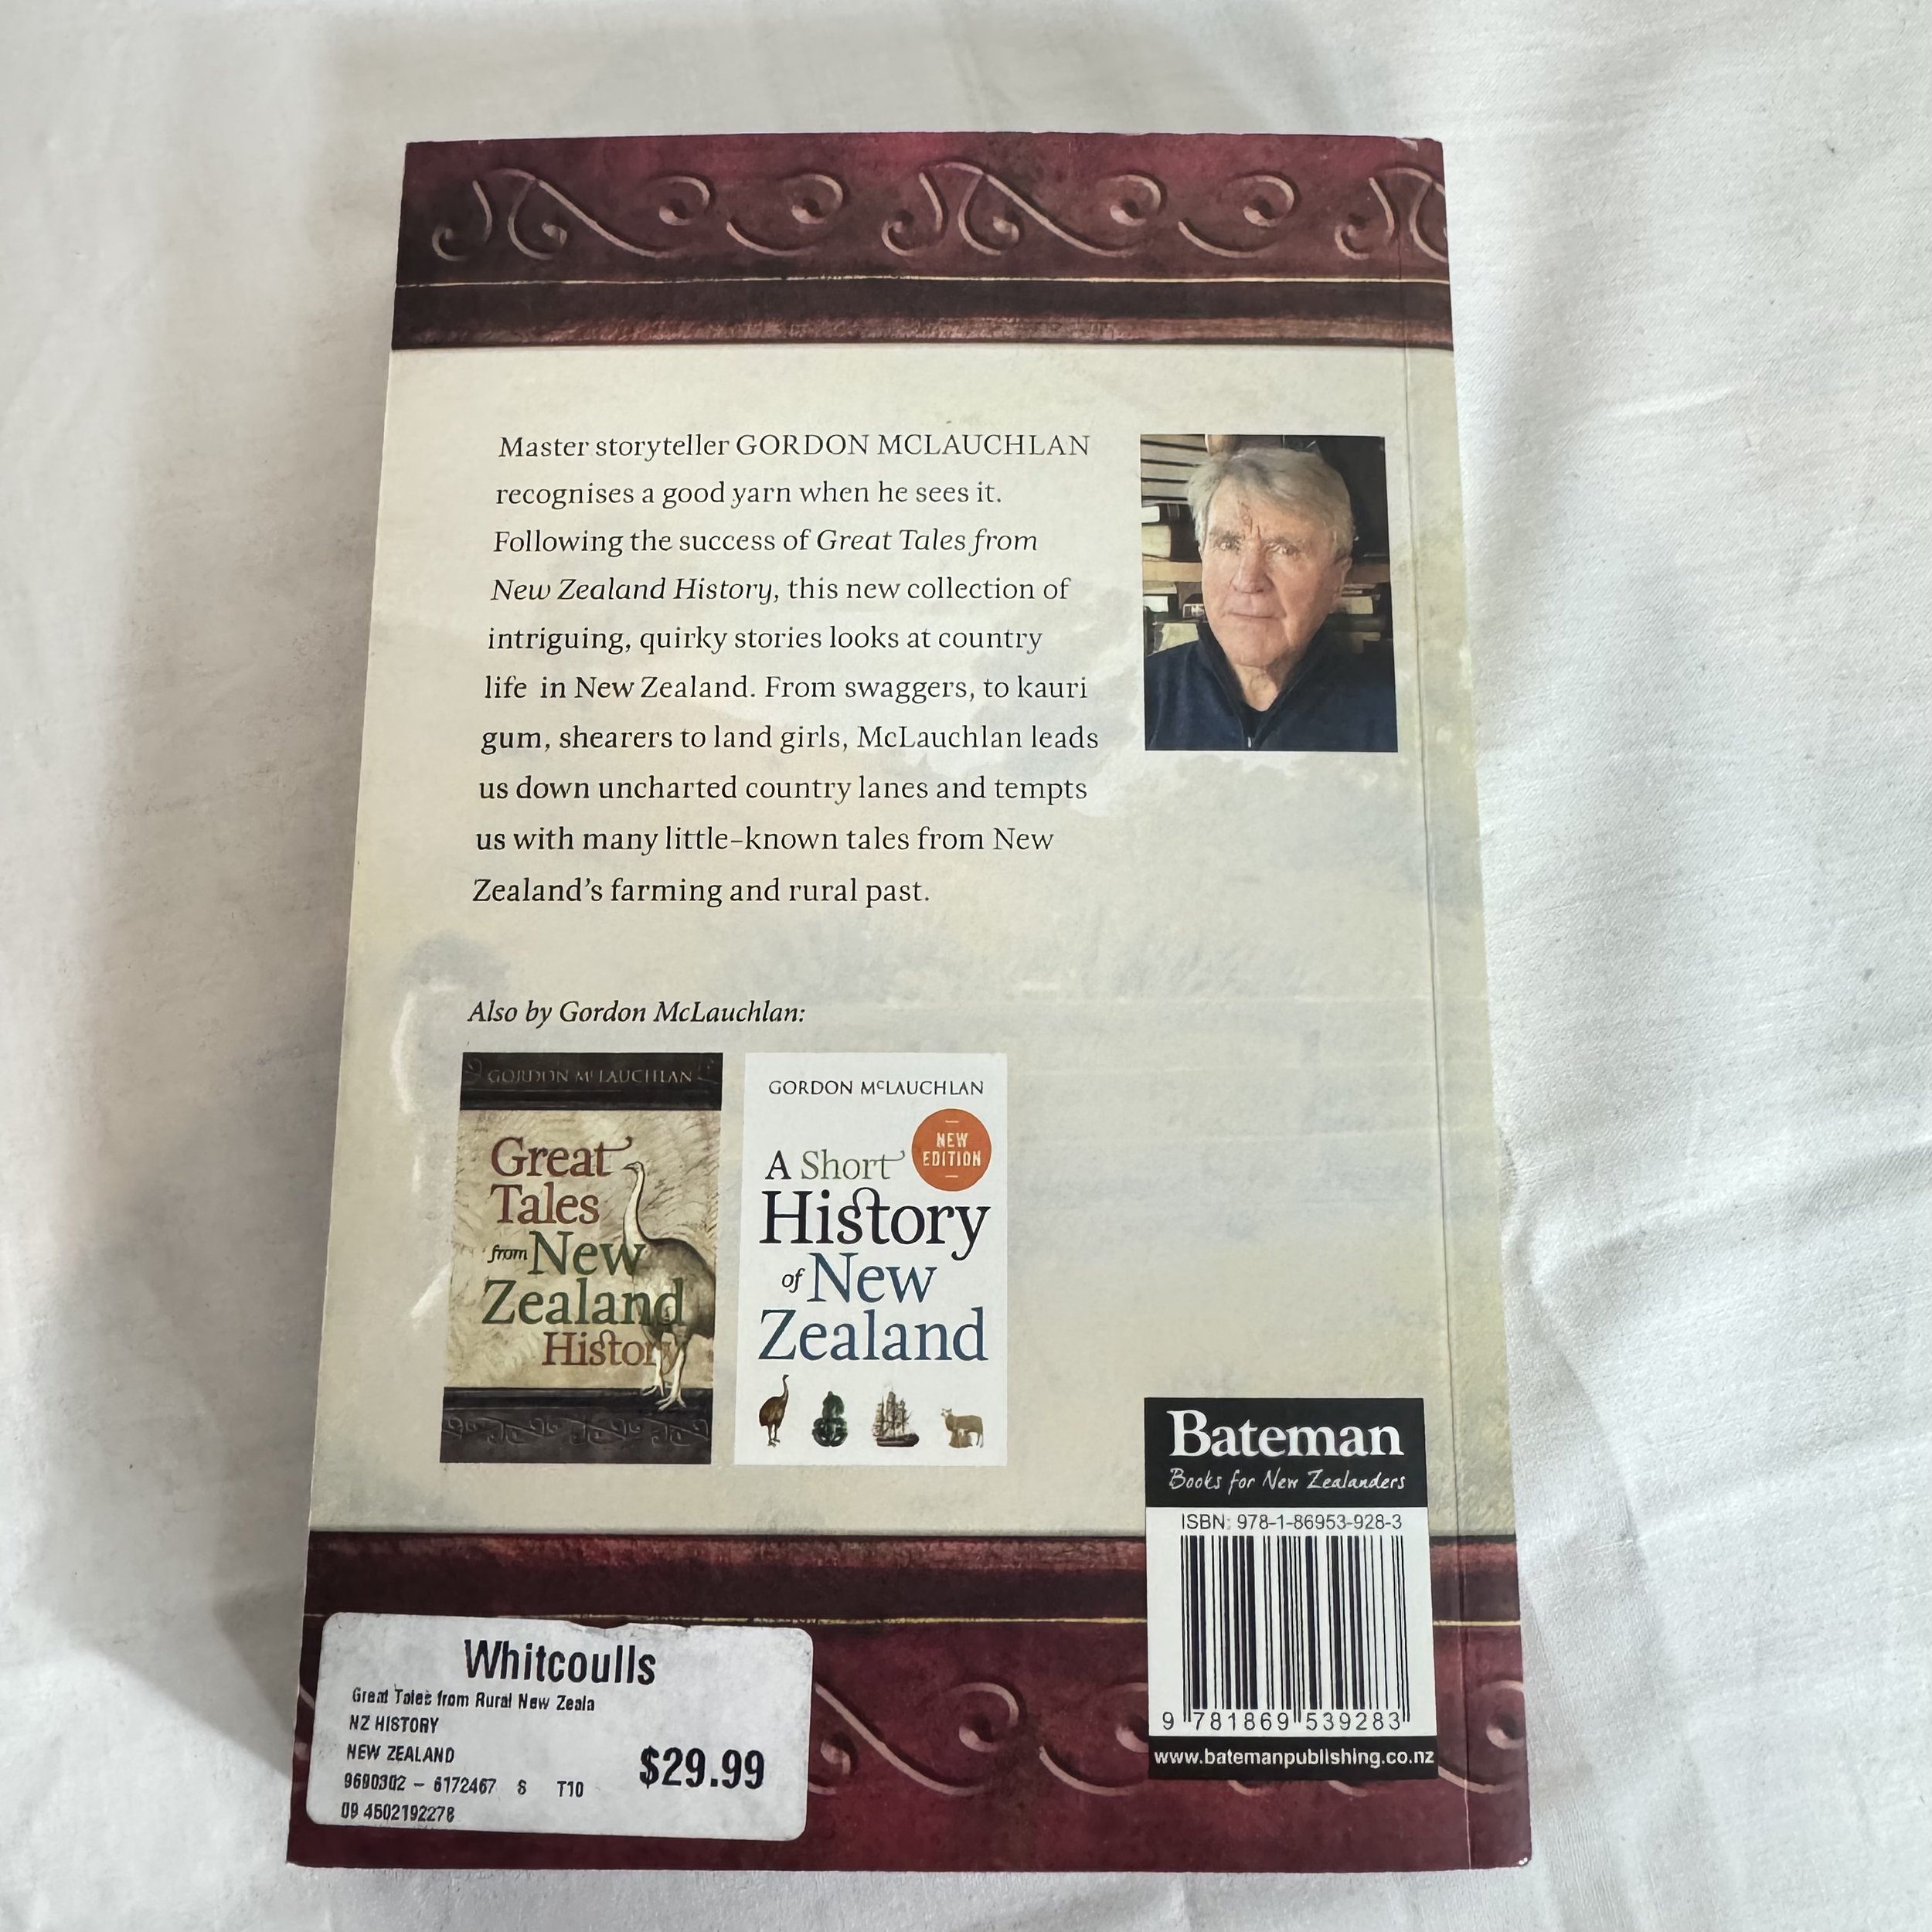 Master storyteller GORDON MCLAUCHLAN
recognises a good yarn when he sees it.
Following the success of Great Tales from
New Zealand History, this new collection of
intriguing, quirky stories looks at country
life in New Zealand. From swaggers, to kauri
gum, shearers to land girls, McLauchlan leads
us down uncharted country lanes and tempts
us with many little-known tales from New
Zealand's farming and rural past.
Also by Gordon McLauchlan:
GORDON McLAUCHLAN
Great
Tales
from New
Zealand
History
GORDON McLAUCHLAN
NEW
EDITION
A Short
History
of New
Zealand
Bateman
Books for New Zealanders
ISBN: 978-1-86953-928-3
9 781869 539283
www.batemanpublishing.co.nz
Whitcoulls
Great Tales from Rural New Zeala
NZ HISTORY
NEW ZEALAND
$29.99
9690302 - 6172467 S T10
09 4502192278